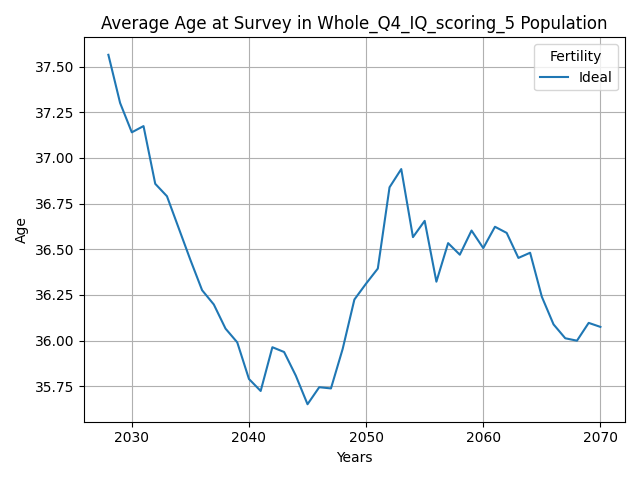 Average Age at Survey in Whole_Q4_IQ_scoring_5 Population
Fertility
Ideal
37.50
37.25
37.00
36.75
36.50
36.25
36.00
35.75
Age
2030 2040 2050 2060 2070
Years